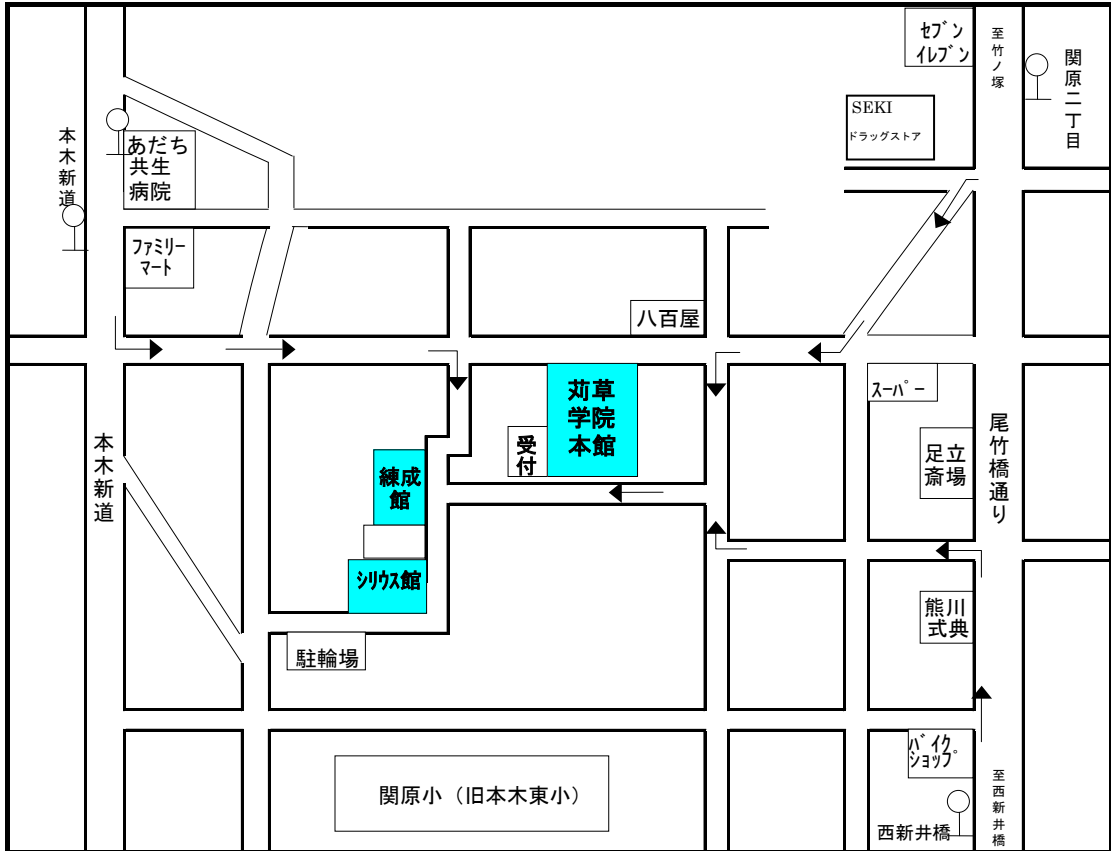 セブン
イレブン
至竹ノ塚
関原二丁目
SEKI
ドラッグストア
本木新道
あだち
共生
病院
ファミリー
マート
八百屋
苅草
学院
本館
受付
スーパー
本木新道
練成
館
足立
斎場
尾竹橋通り
シリウス館
熊川
式典
駐輪場
バイク
ショップ
関原小（旧本木東小）
西新井橋
至西新井橋